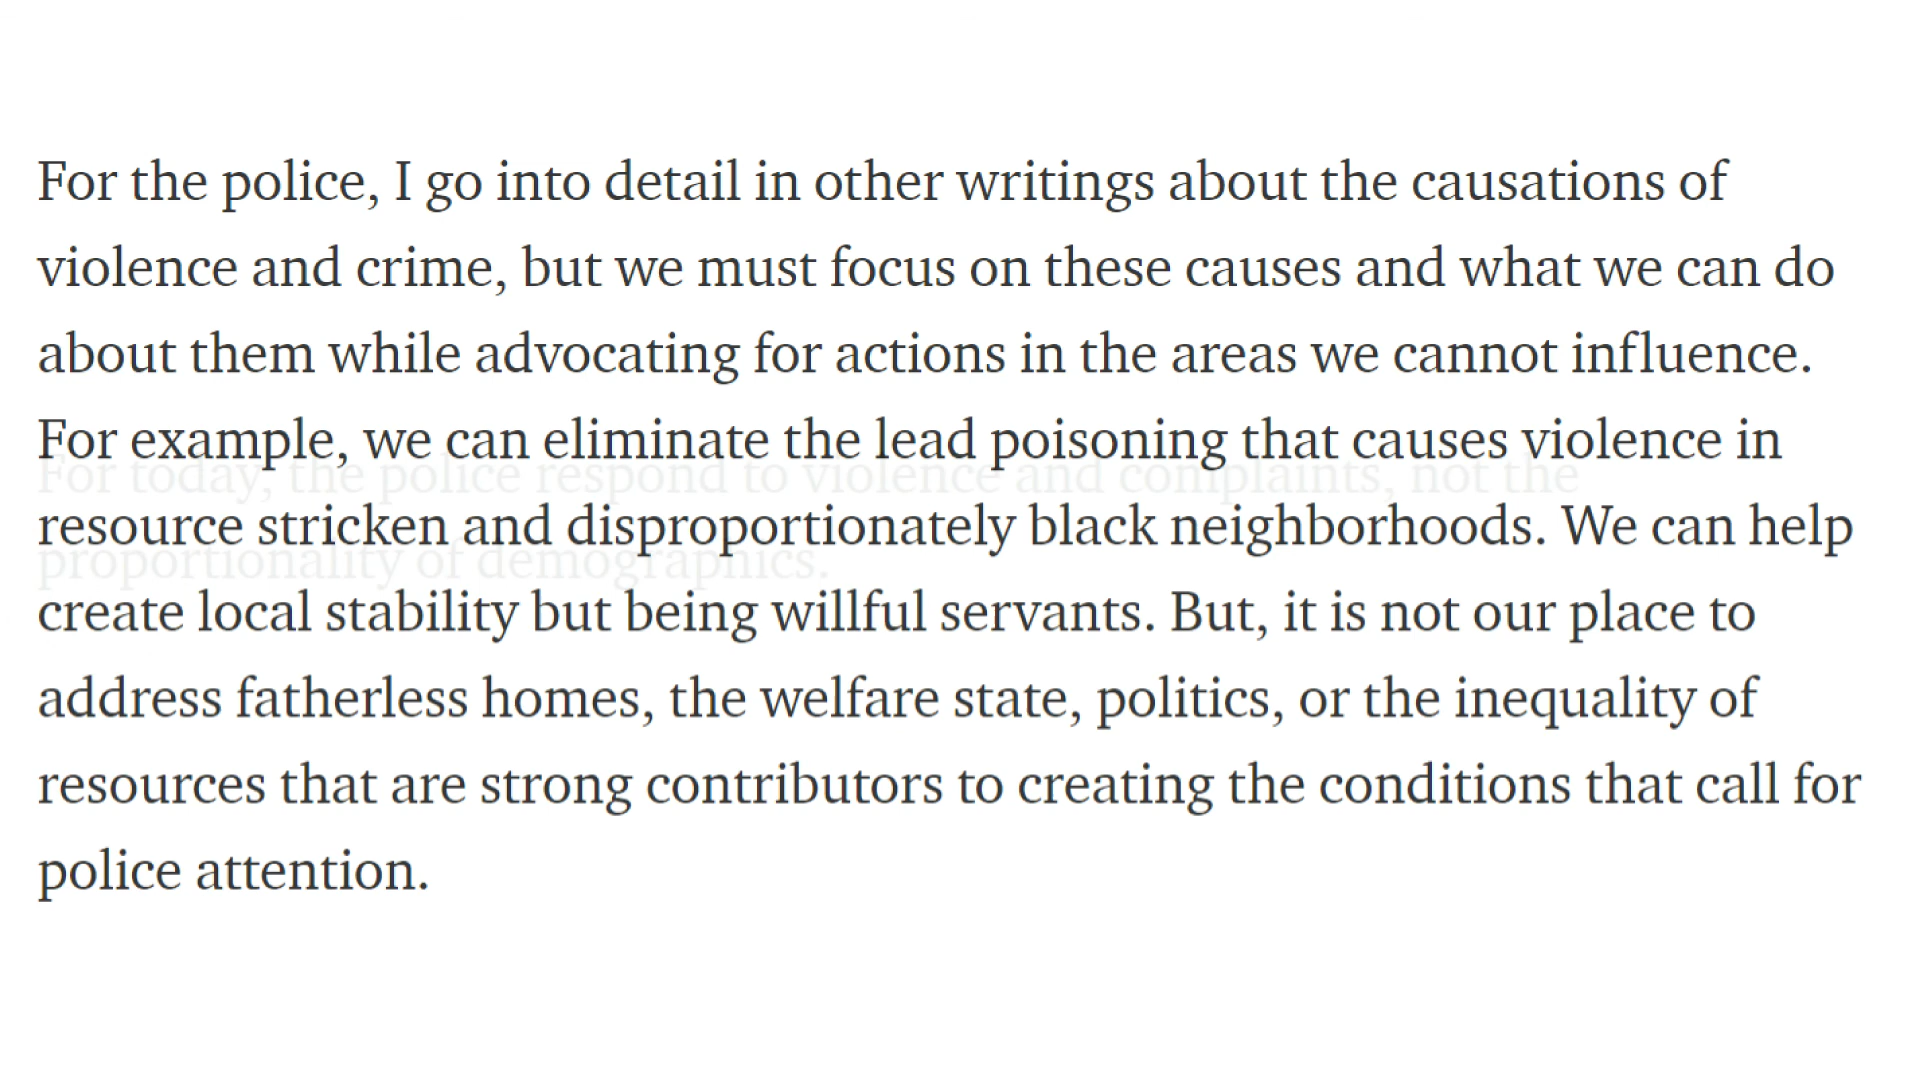 For the police, I go into detail in other writings about the causations of
violence and crime, but we must focus on these causes and what we can do
about them while advocating for actions in the areas we cannot influence.
For example, we can eliminate the lead poisoning that causes violence in
For today, the police respond to violence and complaints, not the
resource stricken and disproportionately black neighborhoods. We can help
proportionality of demographics.
create local stability but being willful servants. But, it is not our place to
address fatherless homes, the welfare state, politics, or the inequality of
resources that are strong contributors to creating the conditions that call for
police attention.